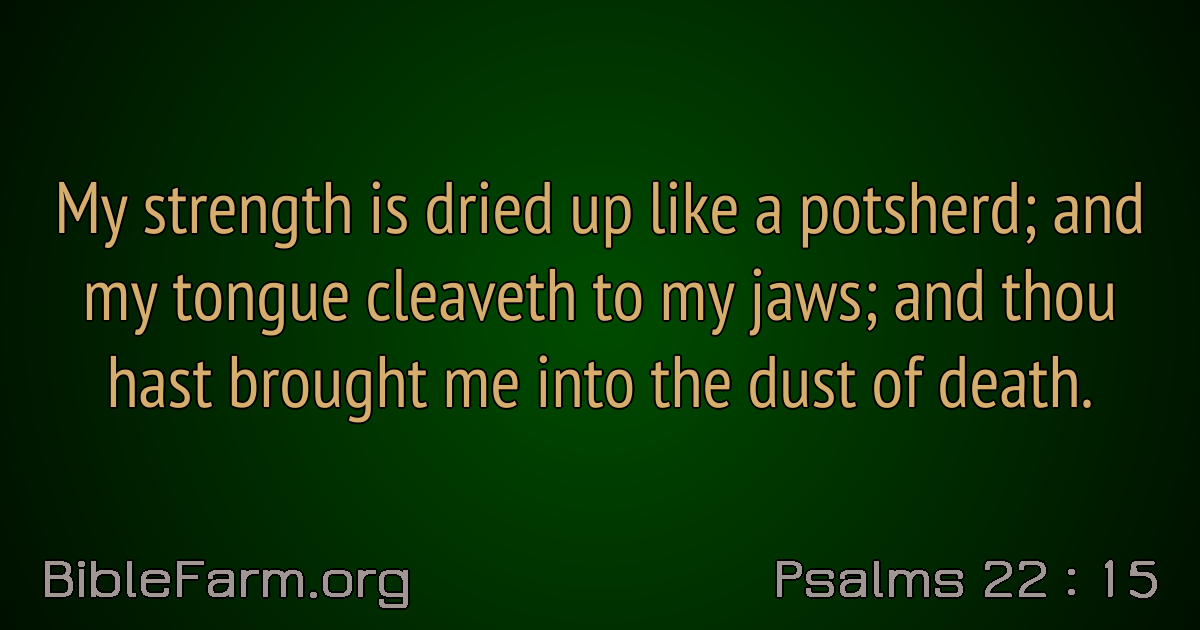 My strength is dried up like a potsherd; and
my tongue cleaveth to my jaws; and thou
hast brought me into the dust of death.
BibleFarm.org
Psalms 22 : 15